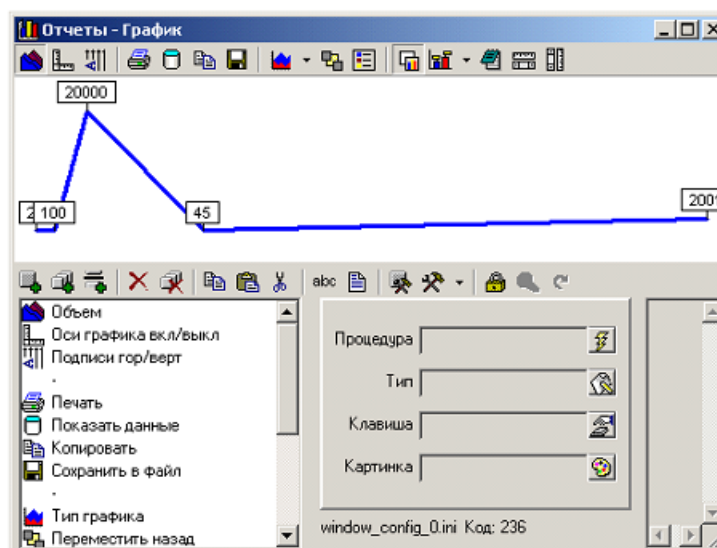 Отчеты - График
20000
100
45
2001
abc
Объем
Оси графика вкл/выкл
Подписи гор/верт
.
Печать
Показать данные
Копировать
Сохранить в файл
.
Тип графика
Переместить назад
Процедура
Тип
Клавиша
Картинка
window_config_0.ini Код: 236